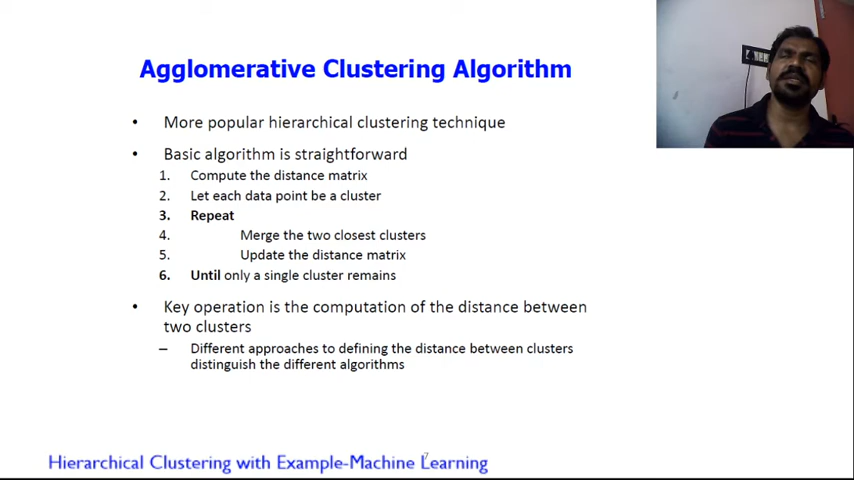 Agglomerative Clustering Algorithm
• More popular hierarchical clustering technique
• Basic algorithm is straightforward
1. Compute the distance matrix
2. Let each data point be a cluster
3. Repeat
4. Merge the two closest clusters
5. Update the distance matrix
6. Until only a single cluster remains
• Key operation is the computation of the distance between
two clusters
– Different approaches to defining the distance between clusters
distinguish the different algorithms
7
Hierarchical Clustering with Example-Machine Learning